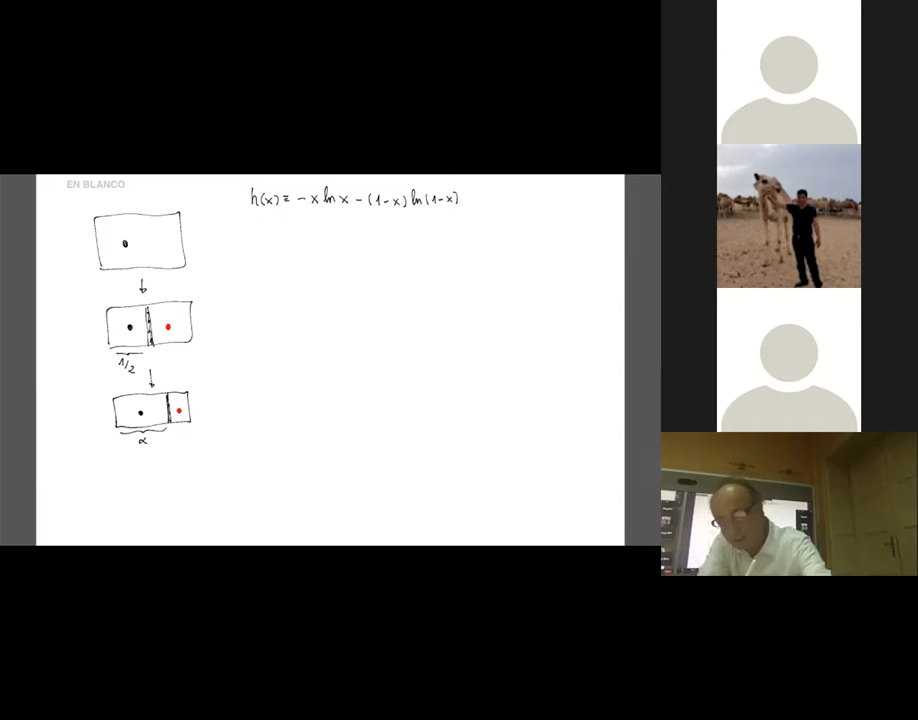 EN BLANCO
h(x) ≡ - x ln x - (1-x) ln (1-x)
1/2
α